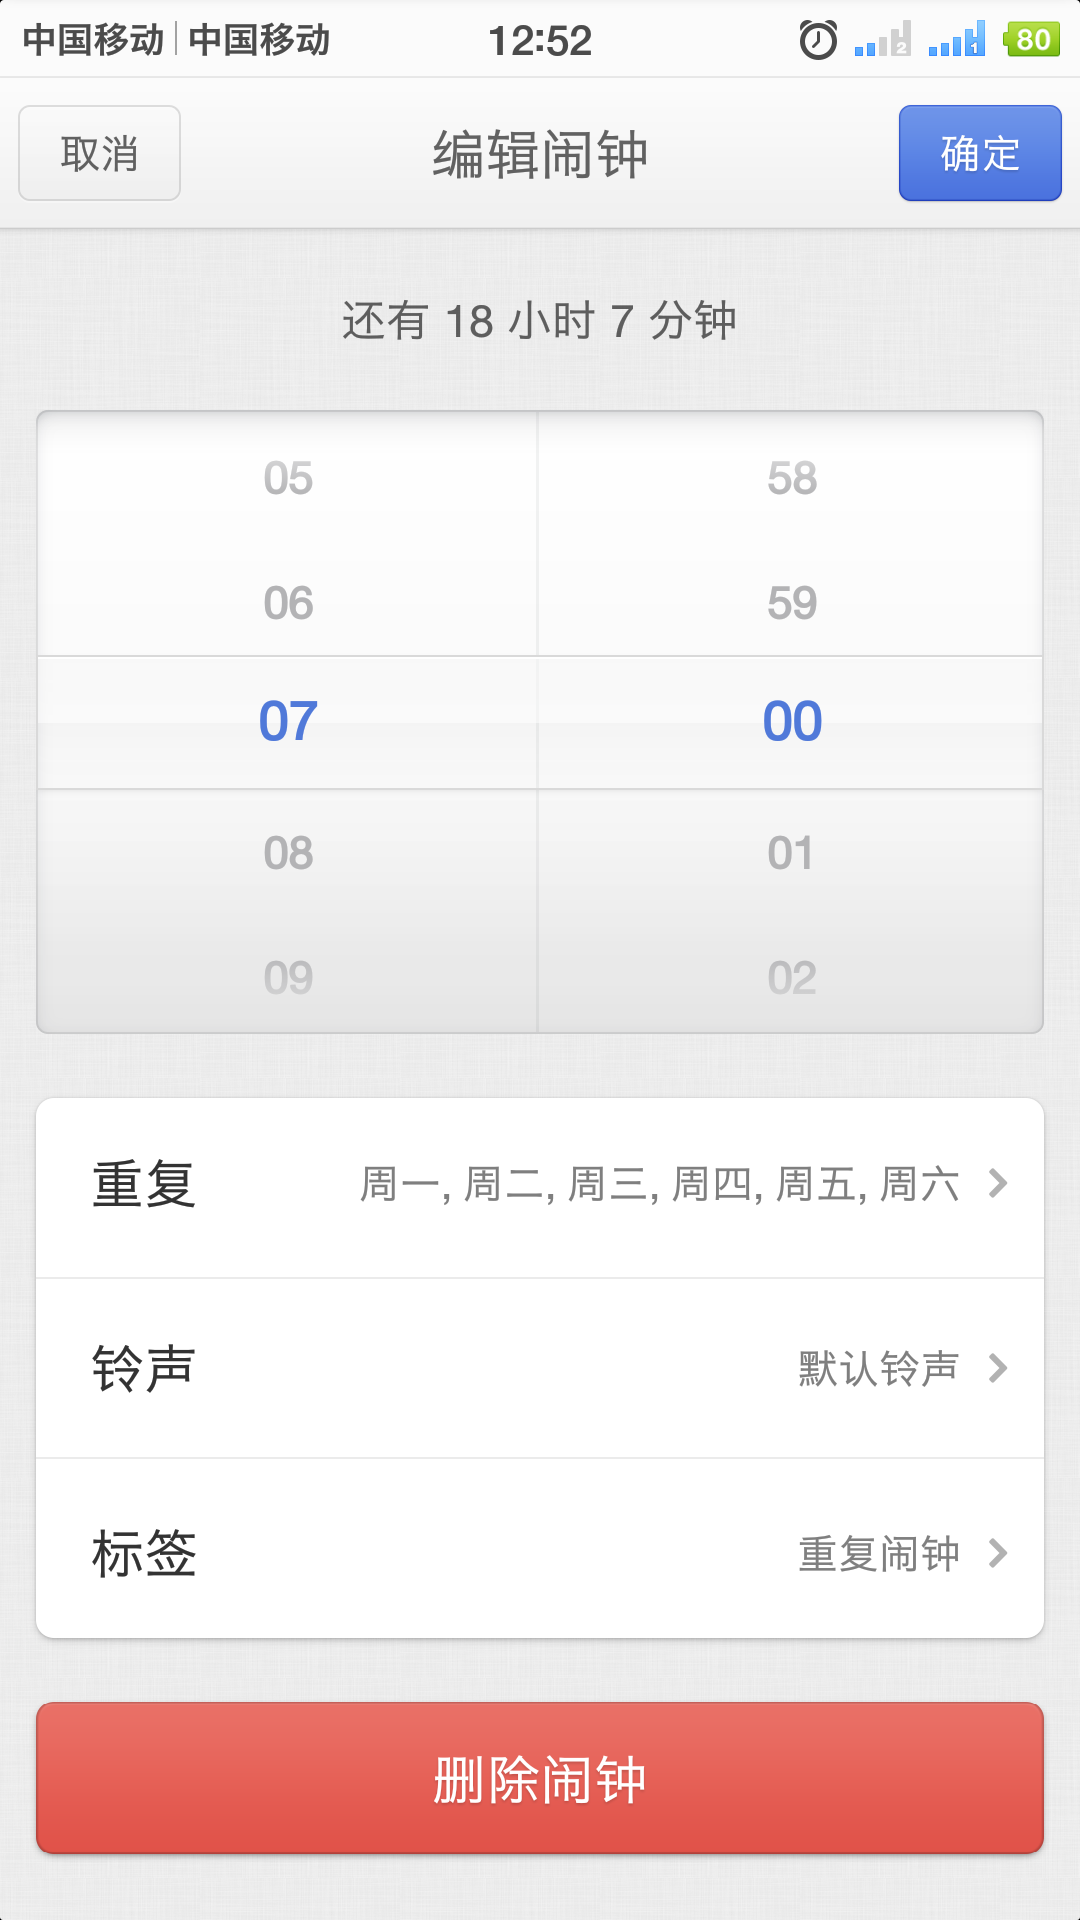 中国移动 中国移动 12:52 2 1 80
取消 编辑闹钟 确定
还有 18 小时 7 分钟
05 58
06 59
07 00
08 01
09 02
重复 周一, 周二, 周三, 周四, 周五, 周六
铃声 默认铃声
标签 重复闹钟
删除闹钟